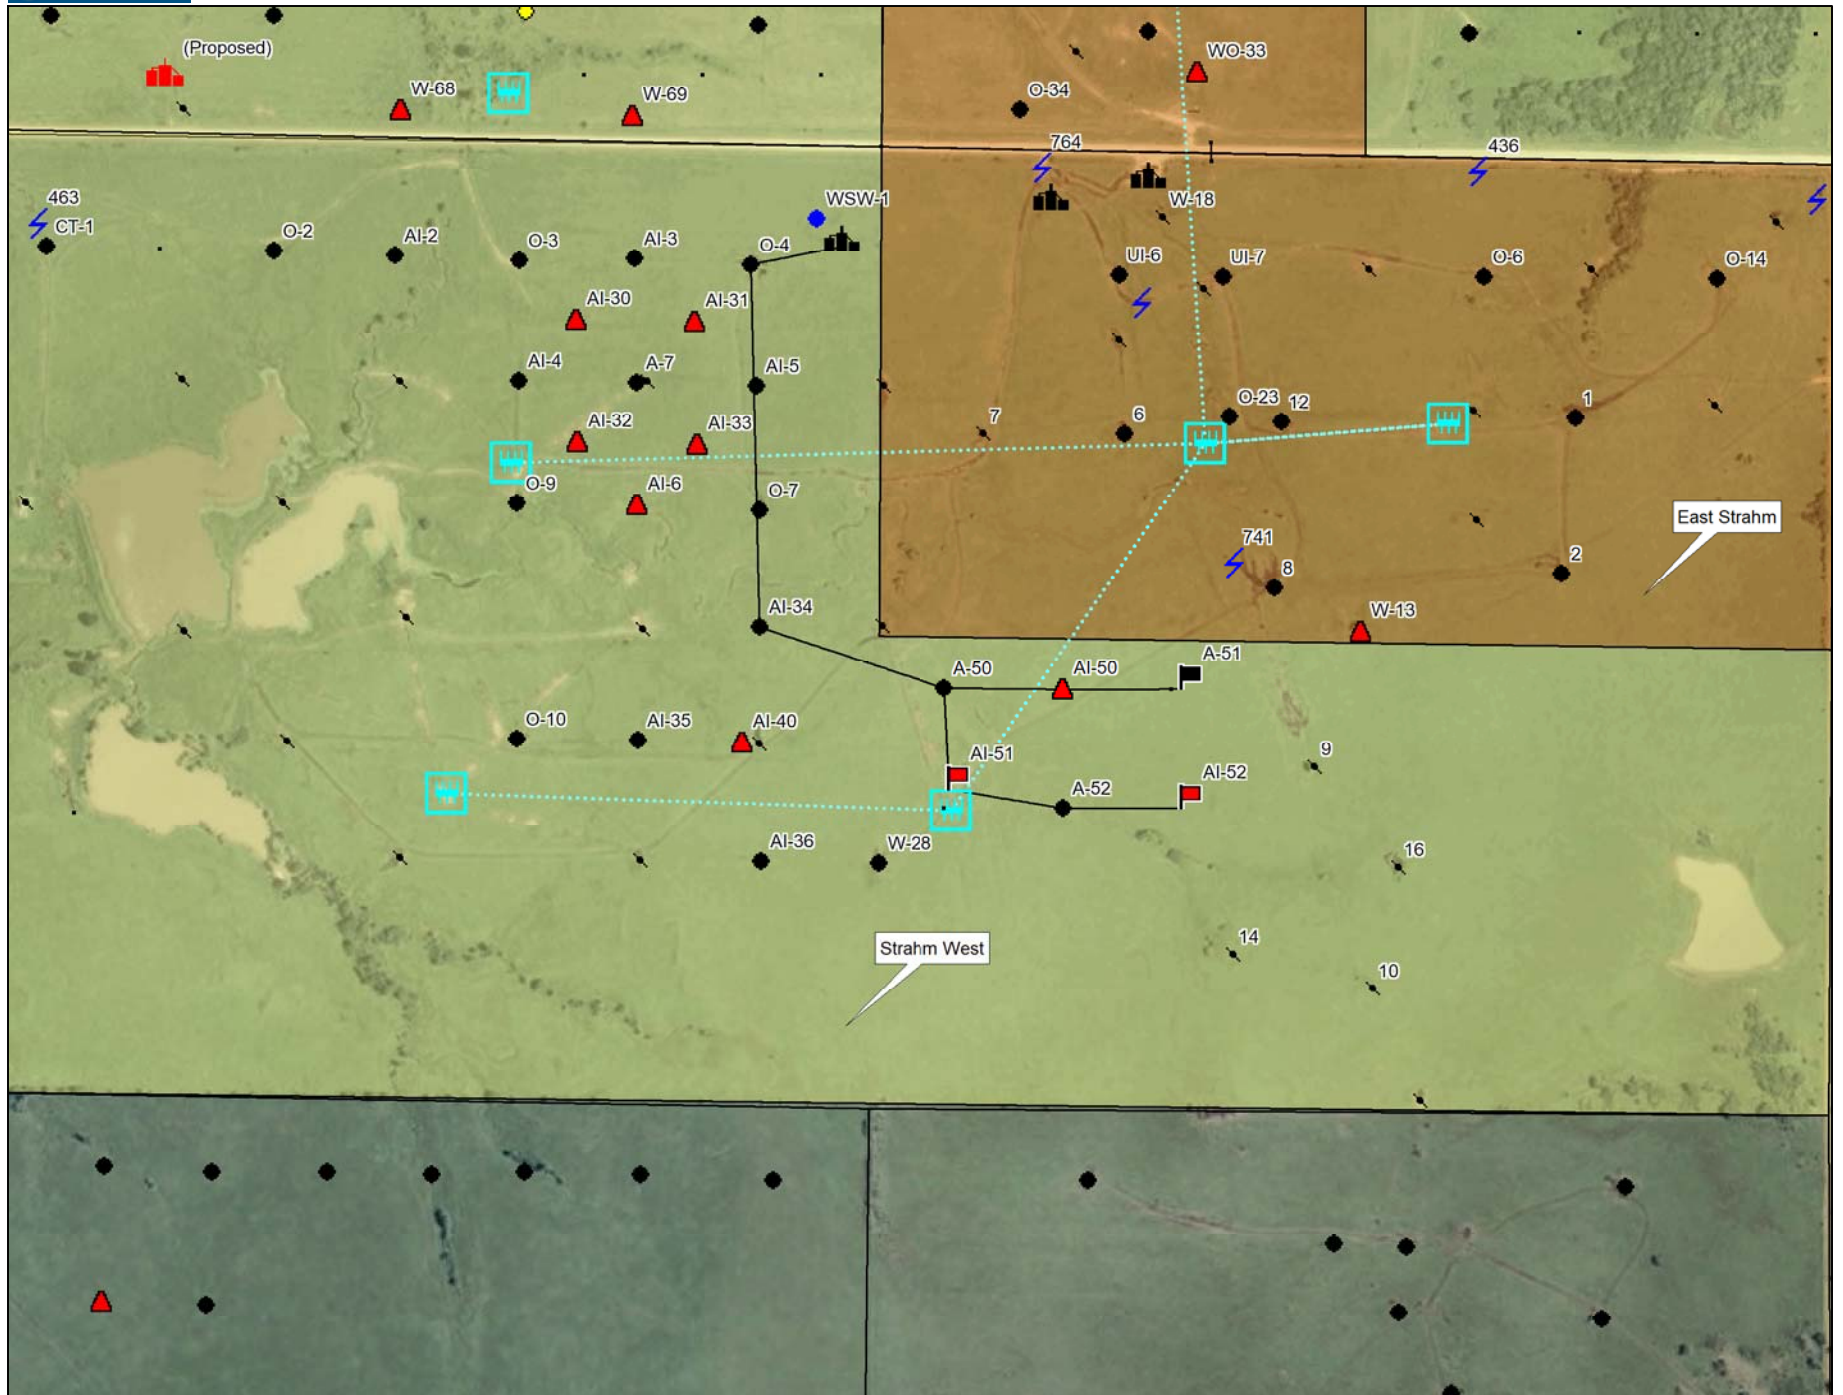 (Proposed)
W-68
W-69
WO-33
O-34
764
436
W-18
463
CT-1
O-2
AI-2
O-3
AI-3
O-4
WSW-1
UI-6
UI-7
O-6
O-14
AI-30
AI-31
AI-4
A-7
AI-5
AI-32
AI-33
7
6
O-23
12
1
O-9
AI-6
O-7
East Strahm
741
8
2
AI-34
W-13
A-50
AI-50
A-51
O-10
AI-35
AI-40
AI-51
A-52
AI-52
9
AI-36
W-28
16
Strahm West
14
10